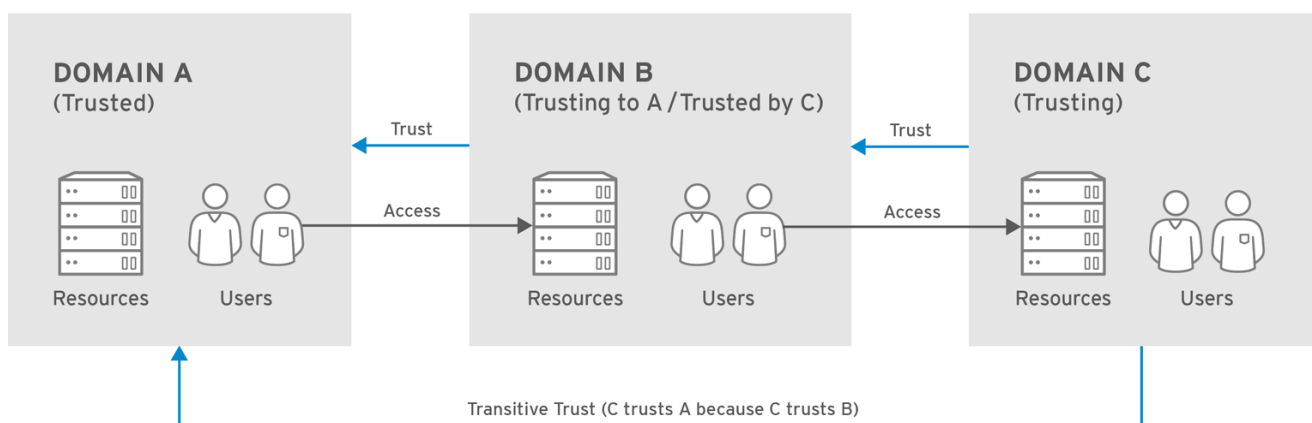 DOMAIN A
(Trusted)
DOMAIN B
(Trusting to A / Trusted by C)
DOMAIN C
(Trusting)
Trust
Trust
Access
Access
Resources
Users
Resources
Users
Resources
Users
Transitive Trust (C trusts A because C trusts B)